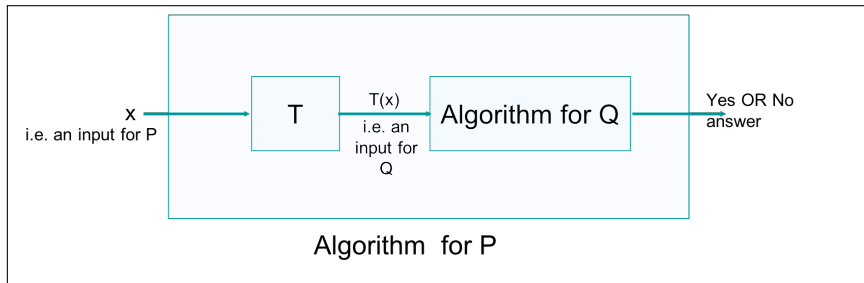 x
i.e. an input for P
T
T(x)
i.e. an
input for
Q
Algorithm for Q
Yes OR No
answer
Algorithm for P